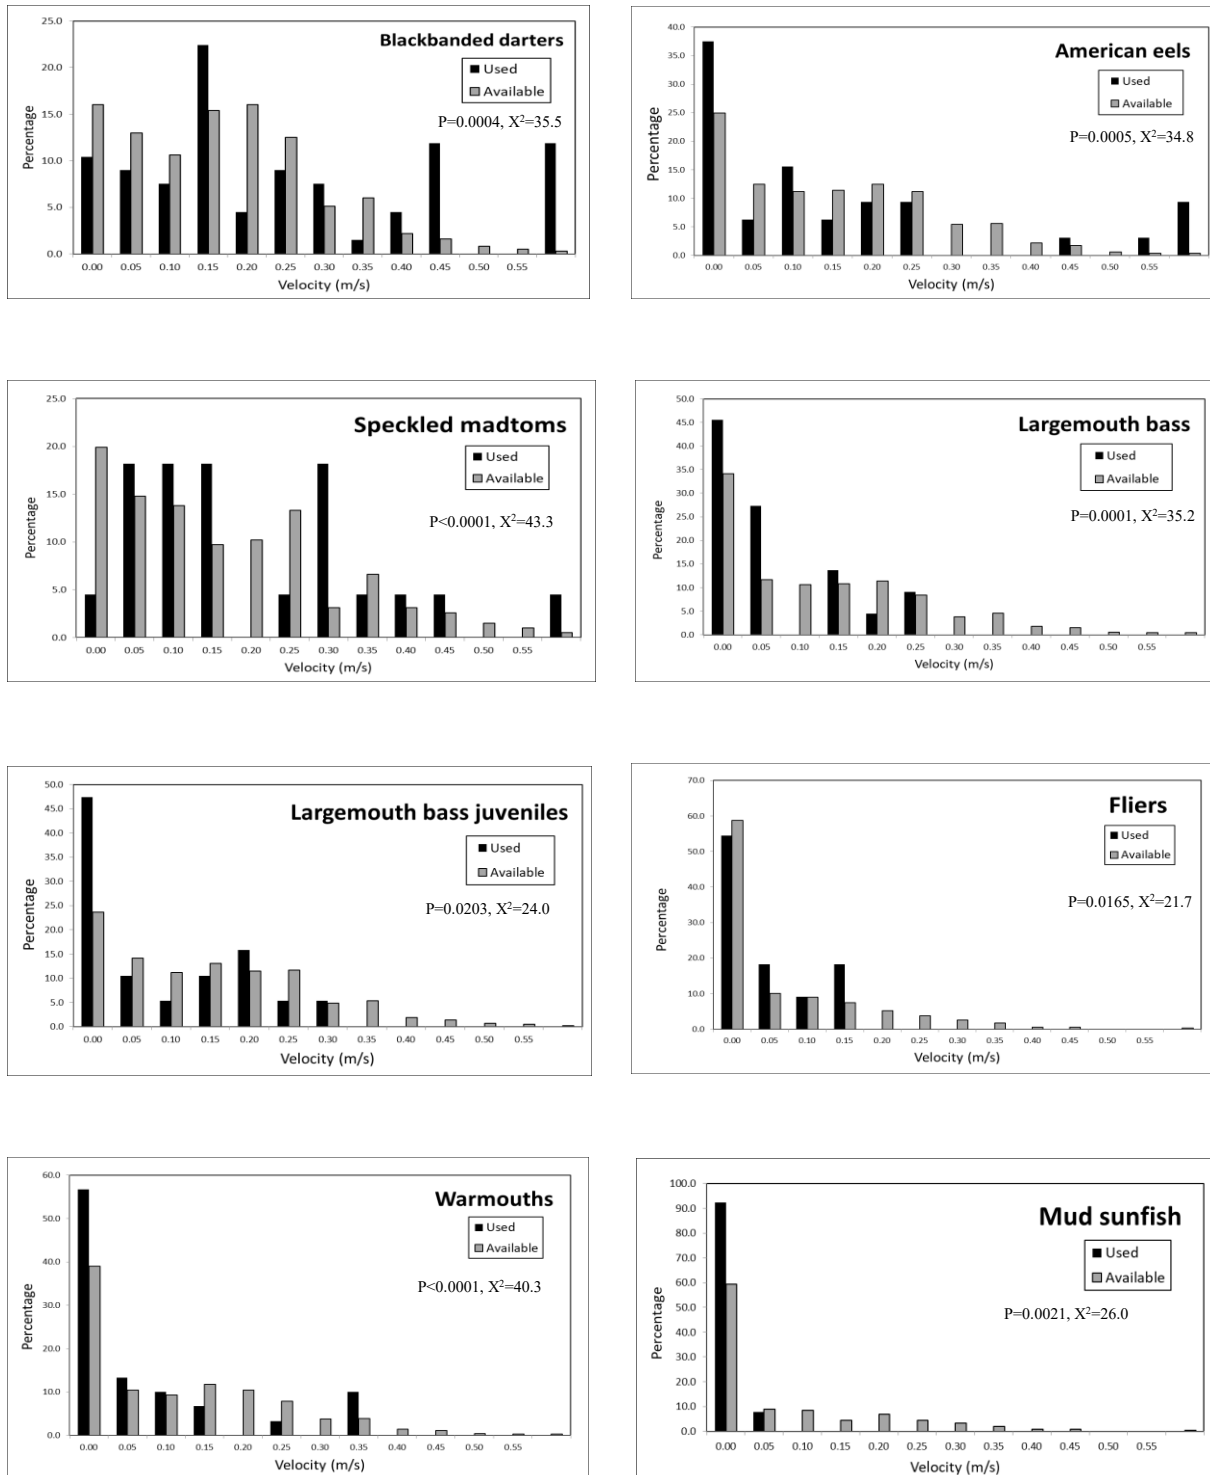 Blackbanded darters
Used
Available
P=0.0004, X²=35.5
25.0
20.0
15.0
10.0
5.0
0.0
Percentage
0.00 0.05 0.10 0.15 0.20 0.25 0.30 0.35 0.40 0.45 0.50 0.55
Velocity (m/s)
American eels
Used
Available
P=0.0005, X²=34.8
40.0
35.0
30.0
25.0
20.0
15.0
10.0
5.0
0.0
Percentage
0.00 0.05 0.10 0.15 0.20 0.25 0.30 0.35 0.40 0.45 0.50 0.55
Velocity (m/s)
Speckled madtoms
Used
Available
P<0.0001, X²=43.3
25.0
20.0
15.0
10.0
5.0
0.0
Percentage
0.00 0.05 0.10 0.15 0.20 0.25 0.30 0.35 0.40 0.45 0.50 0.55
Velocity (m/s)
Largemouth bass
Used
Available
P=0.0001, X²=35.2
50.0
45.0
40.0
35.0
30.0
25.0
20.0
15.0
10.0
5.0
0.0
Percentage
0.00 0.05 0.10 0.15 0.20 0.25 0.30 0.35 0.40 0.45 0.50 0.55
Velocity (m/s)
Largemouth bass juveniles
Used
Available
P=0.0203, X²=24.0
50.0
45.0
40.0
35.0
30.0
25.0
20.0
15.0
10.0
5.0
0.0
Percentage
0.00 0.05 0.10 0.15 0.20 0.25 0.30 0.35 0.40 0.45 0.50 0.55
Velocity (m/s)
Fliers
Used
Available
P=0.0165, X²=21.7
70.0
60.0
50.0
40.0
30.0
20.0
10.0
0.0
Percentage
0.00 0.05 0.10 0.15 0.20 0.25 0.30 0.35 0.40 0.45 0.50 0.55
Velocity (m/s)
Warmouths
Used
Available
P<0.0001, X²=40.3
60.0
50.0
40.0
30.0
20.0
10.0
0.0
Percentage
0.00 0.05 0.10 0.15 0.20 0.25 0.30 0.35 0.40 0.45 0.50 0.55
Velocity (m/s)
Mud sunfish
Used
Available
P=0.0021, X²=26.0
100.0
90.0
80.0
70.0
60.0
50.0
40.0
30.0
20.0
10.0
0.0
Percentage
0.00 0.05 0.10 0.15 0.20 0.25 0.30 0.35 0.40 0.45 0.50 0.55
Velocity (m/s)